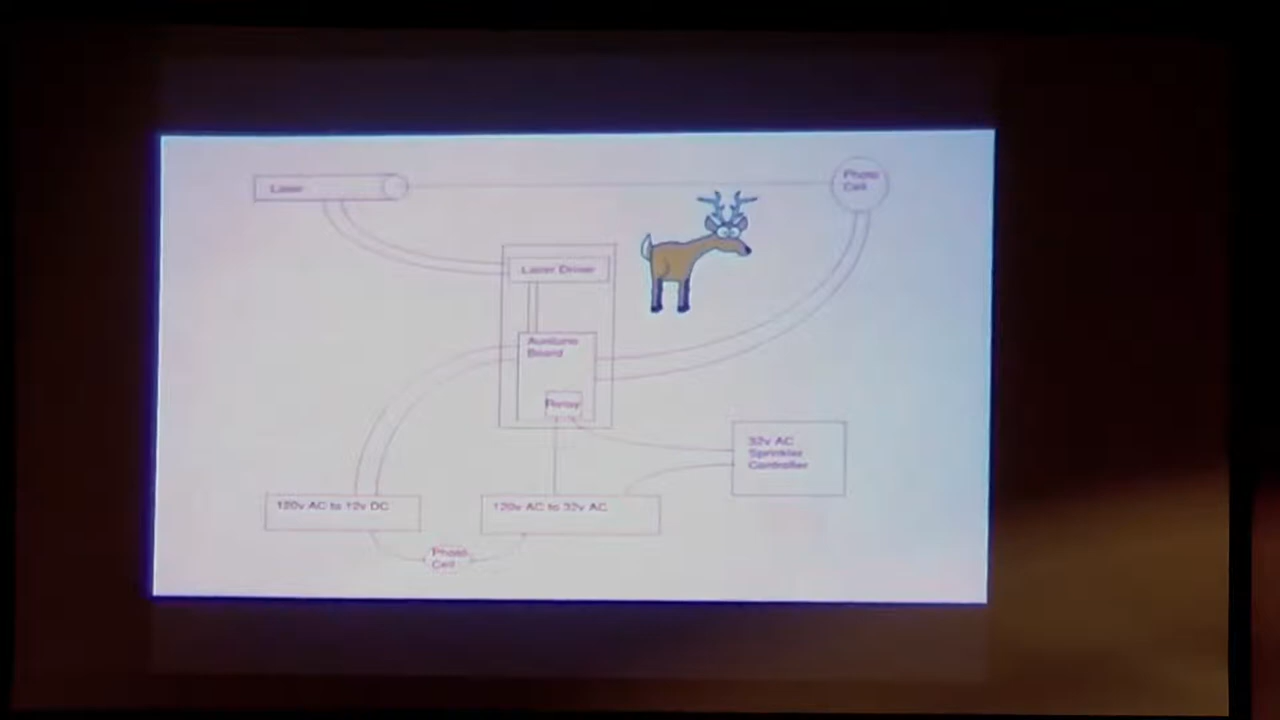 Laser
Photo
Cell
Laser Driver
Auxiliary
Board
Relay
32v AC
Sprinkler
Controller
120v AC to 12v DC
120v AC to 32v AC
Photo
Cell